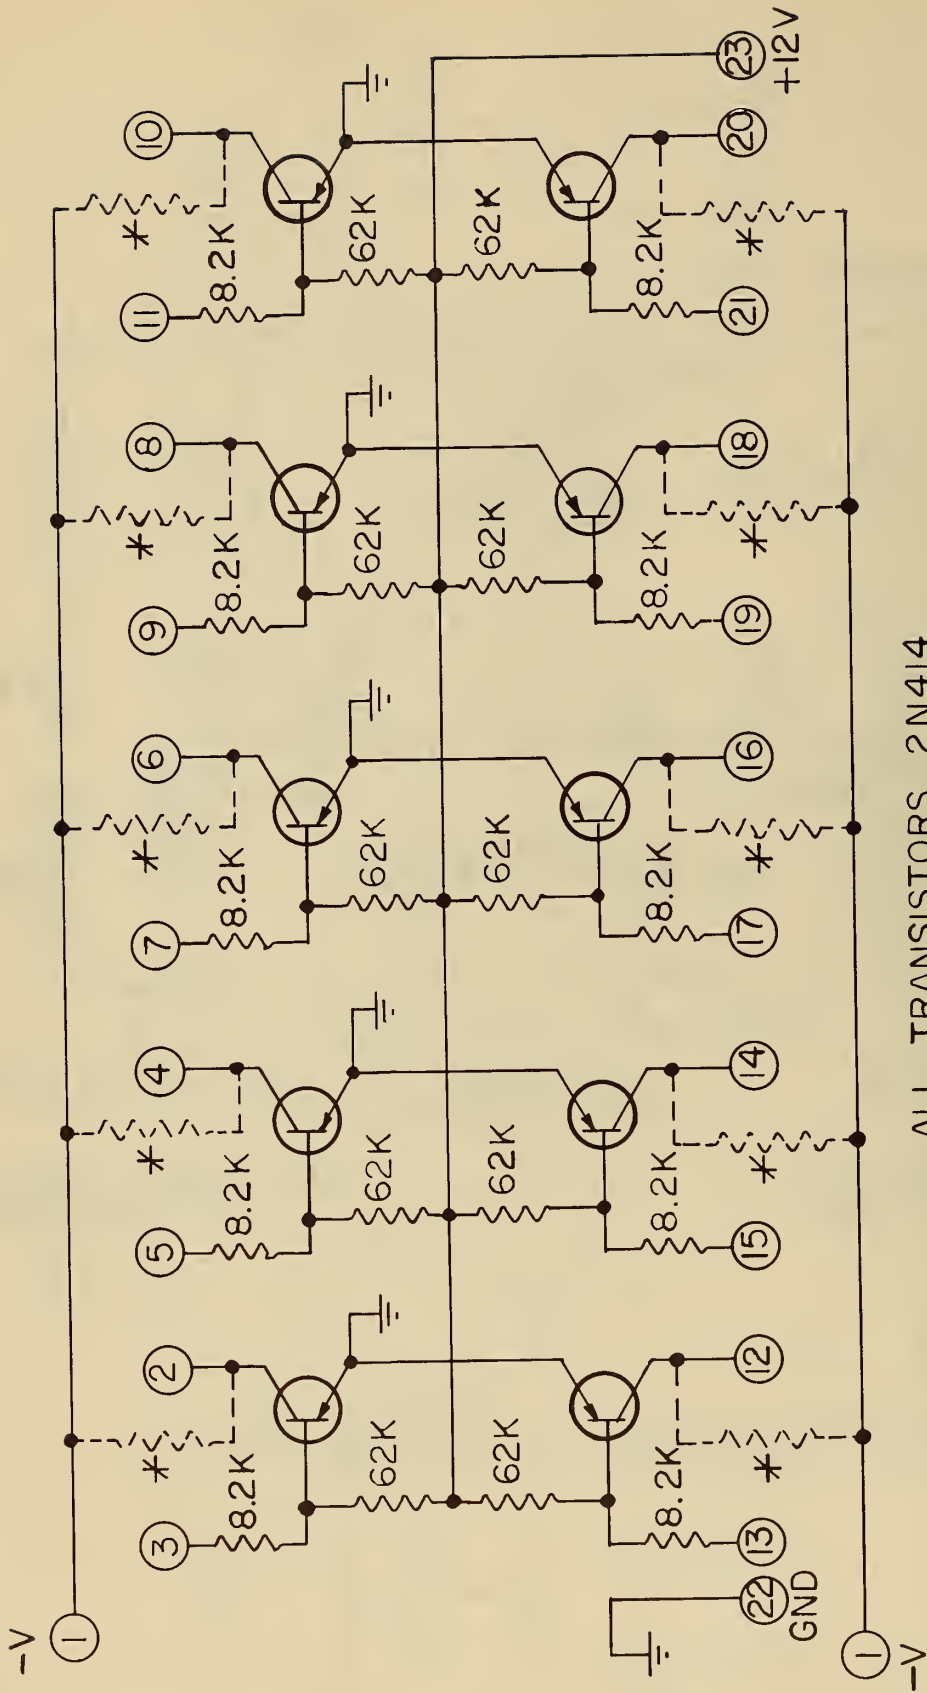 -V
1
3 2 5 4 7 6 9 8 11 10
* * * * *
8.2K 8.2K 8.2K 8.2K 8.2K
62K 62K 62K 62K 62K
62K 62K 62K 62K 62K
8.2K 8.2K 8.2K 8.2K 8.2K
* * * * *
22 13 12 15 14 17 16 19 18 21 20 23
GND +12V
1
-V
ALL TRANSISTORS 2N414